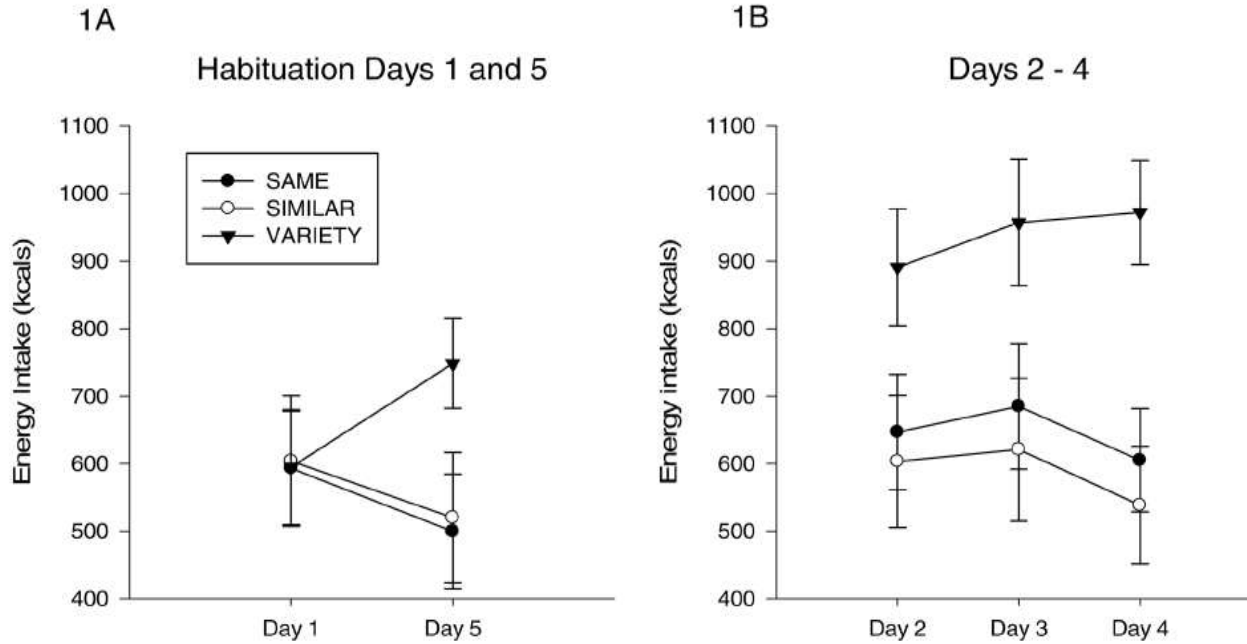 1A
Habituation Days 1 and 5
Energy Intake (kcals)
1100
1000
900
800
700
600
500
400
SAME
SIMILAR
VARIETY
Day 1 Day 5
1B
Days 2 - 4
Energy intake (kcals)
1100
1000
900
800
700
600
500
400
Day 2 Day 3 Day 4